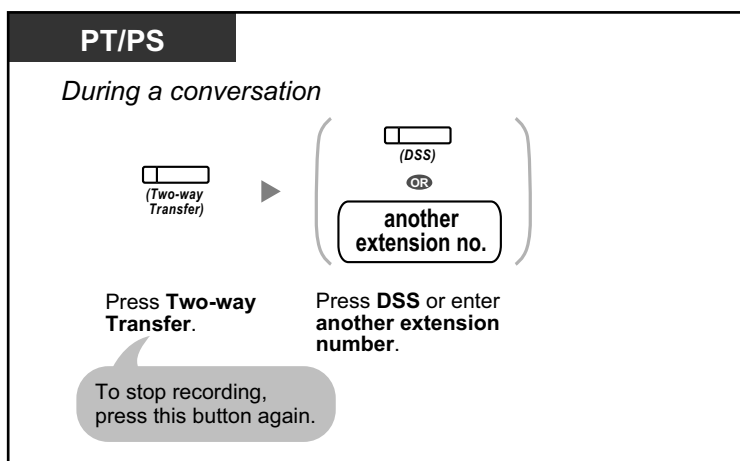 PT/PS
During a conversation
(Two-way
Transfer)
(DSS)
OR
another
extension no.
Press Two-way
Transfer.
Press DSS or enter
another extension
number.
To stop recording,
press this button again.